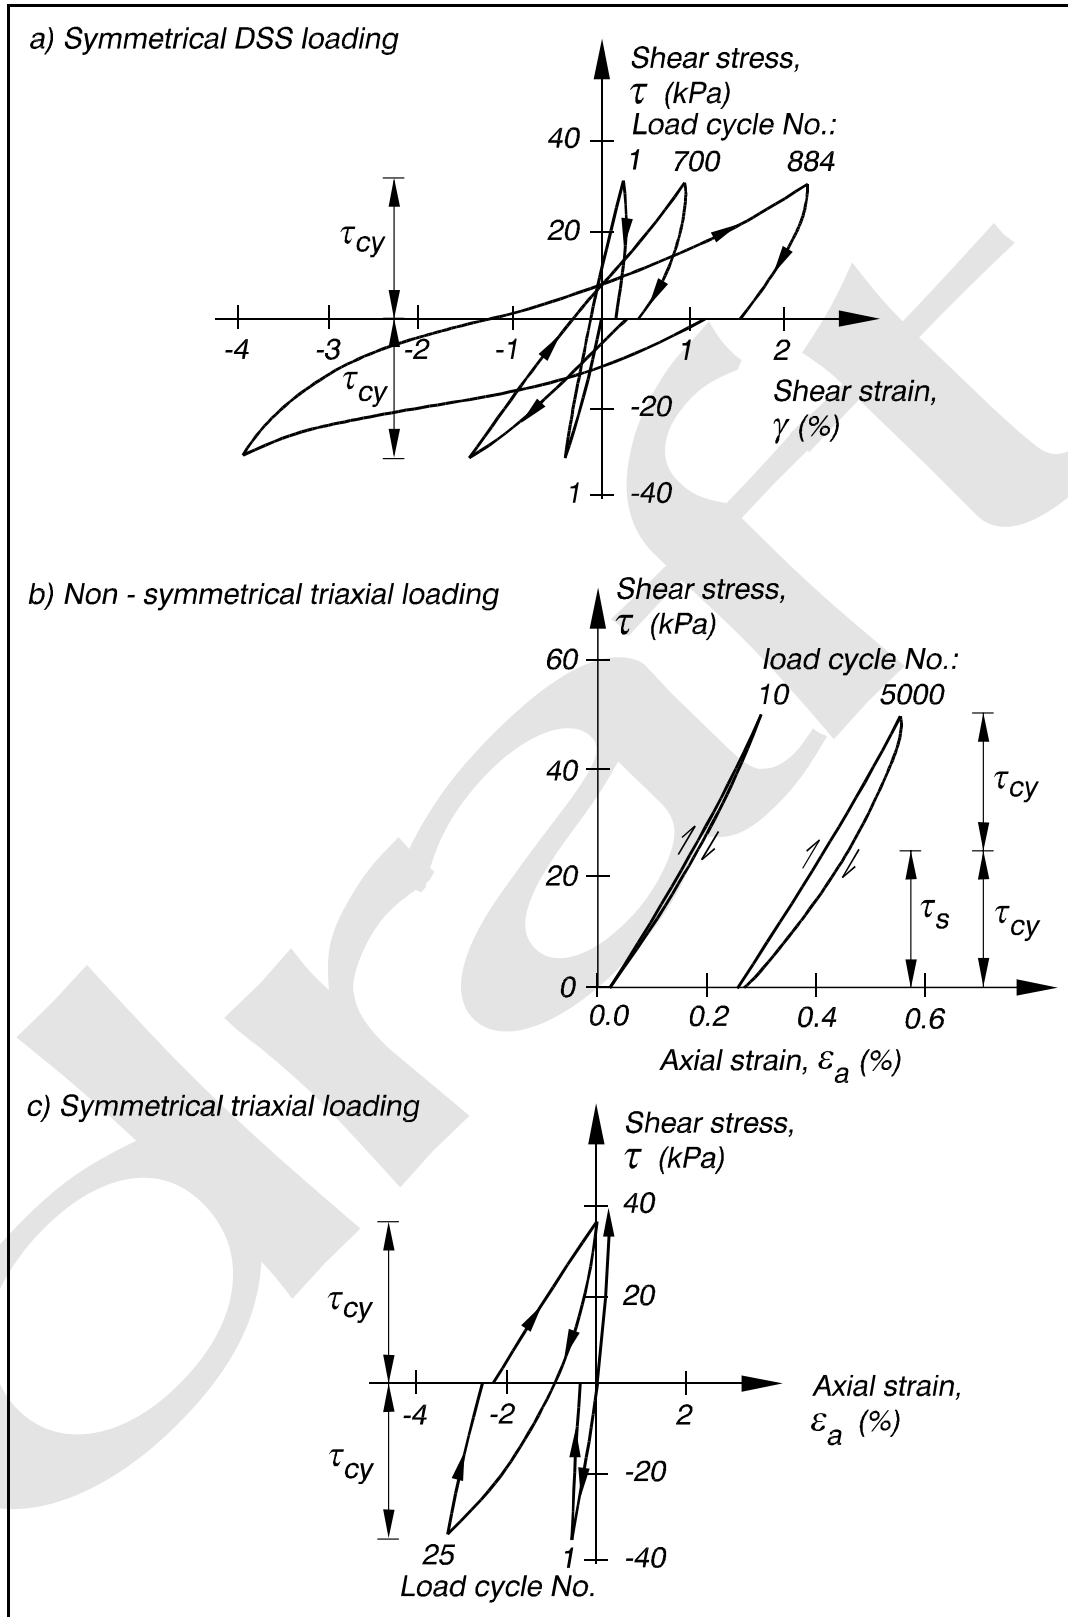 a) Symmetrical DSS loading
Shear stress,
τ (kPa)
Load cycle No.:
1 700 884
40
20
τcy
-4 -3 -2 -1 1 2
τcy
Shear strain,
γ (%)
-20
1 -40
b) Non - symmetrical triaxial loading
Shear stress,
τ (kPa)
60
load cycle No.:
10 5000
40
τcy
20
τs τcy
0
0.0 0.2 0.4 0.6
Axial strain, εa (%)
c) Symmetrical triaxial loading
Shear stress,
τ (kPa)
40
20
τcy
-4 -2 2
Axial strain,
εa (%)
τcy
-20
25 1 -40
Load cycle No.
draft